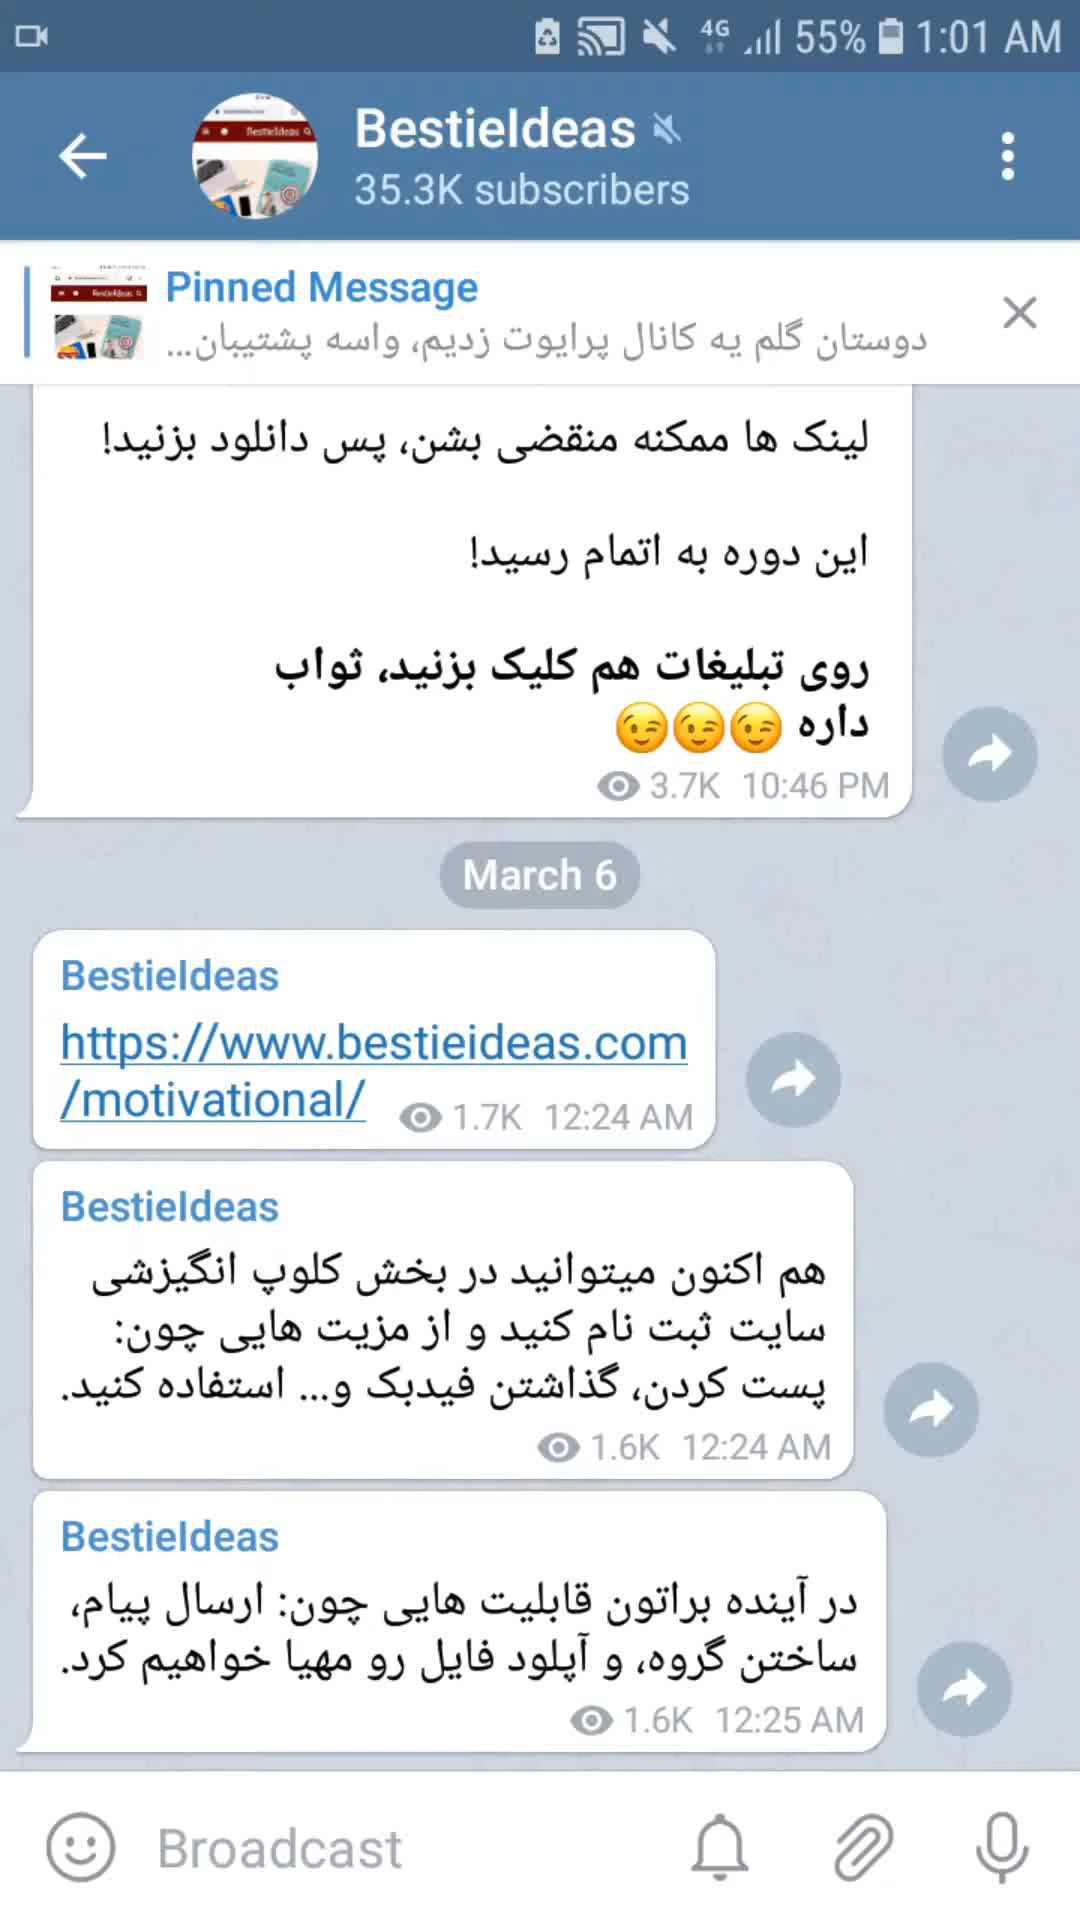 4G 55% 1:01 AM
BestieIdeas
35.3K subscribers
BestieIdeas
Pinned Message
دوستان گلم یه کانال پرایوت زدیم، واسه پشتیبان...
BestieIdeas
لینک ها ممکنه منقضی بشن، پس دانلود بزنید!
این دوره به اتمام رسید!
روی تبلیغات هم کلیک بزنید، ثواب
داره 😉😉😉
3.7K 10:46 PM
March 6
BestieIdeas
https://www.bestieideas.com
/motivational/ 1.7K 12:24 AM
BestieIdeas
هم اکنون میتوانید در بخش کلوپ انگیزشی
سایت ثبت نام کنید و از مزیت هایی چون:
پست کردن، گذاشتن فیدبک و... استفاده کنید.
1.6K 12:24 AM
BestieIdeas
در آینده براتون قابلیت هایی چون: ارسال پیام،
ساختن گروه، و آپلود فایل رو مهیا خواهیم کرد.
1.6K 12:25 AM
Broadcast